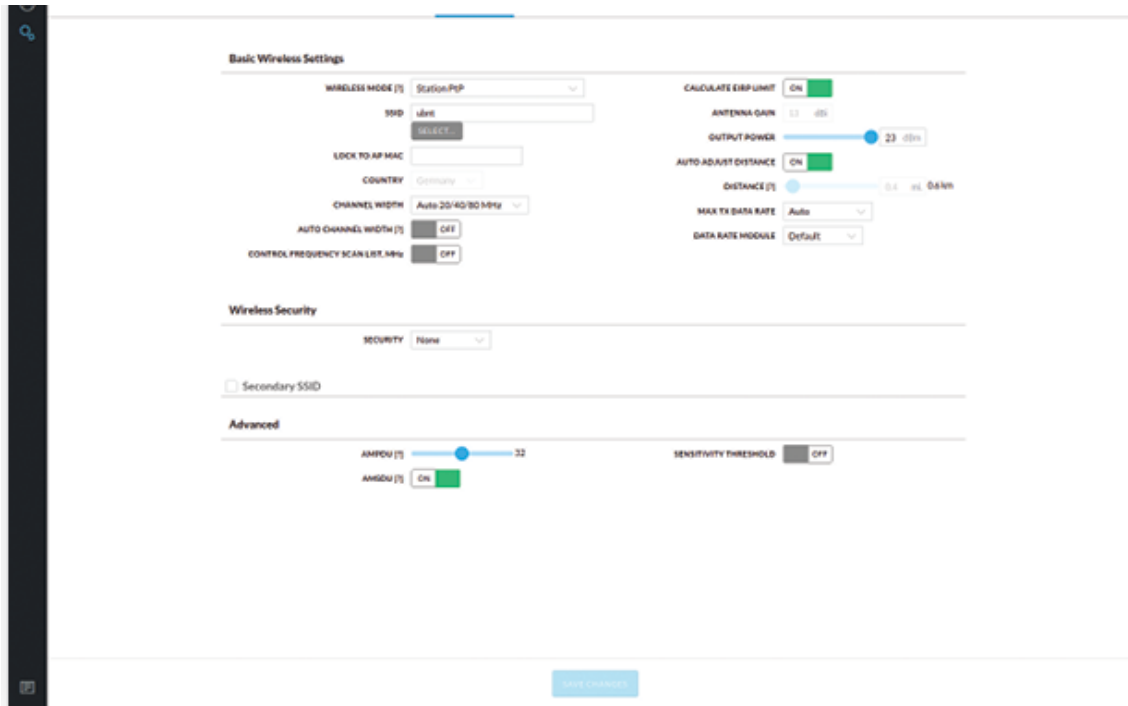 Basic Wireless Settings
WIRELESS MODE [?] Station PtP
SSID ubnt
SELECT...
LOCK TO AP MAC
COUNTRY Germany
CHANNEL WIDTH Auto 20/40/80 MHz
AUTO CHANNEL WIDTH [?] OFF
CONTROL FREQUENCY SCAN LIST, MHz OFF
CALCULATE EIRP LIMIT ON
ANTENNA GAIN dBi
OUTPUT POWER 23 dBm
AUTO ADJUST DISTANCE ON
DISTANCE [?] 0.4 mi 0.6 km
MAX TX DATA RATE Auto
DATA RATE MODULE Default
Wireless Security
SECURITY None
Secondary SSID
Advanced
AMPDU [?] 32
AMSDU [?] ON
SENSITIVITY THRESHOLD OFF
SAVE CHANGES